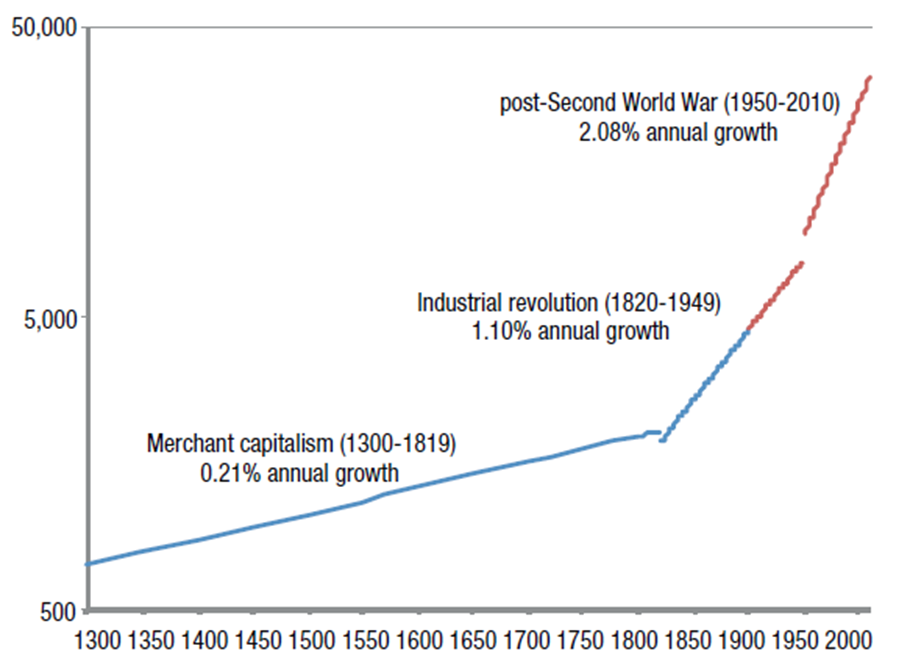 50,000
post-Second World War (1950-2010)
2.08% annual growth
Industrial revolution (1820-1949)
5,000
1.10% annual growth
Merchant capitalism (1300-1819)
0.21% annual growth
500
1300 1350 1400 1450 1500 1550 1600 1650 1700 1750 1800 1850 1900 1950 2000